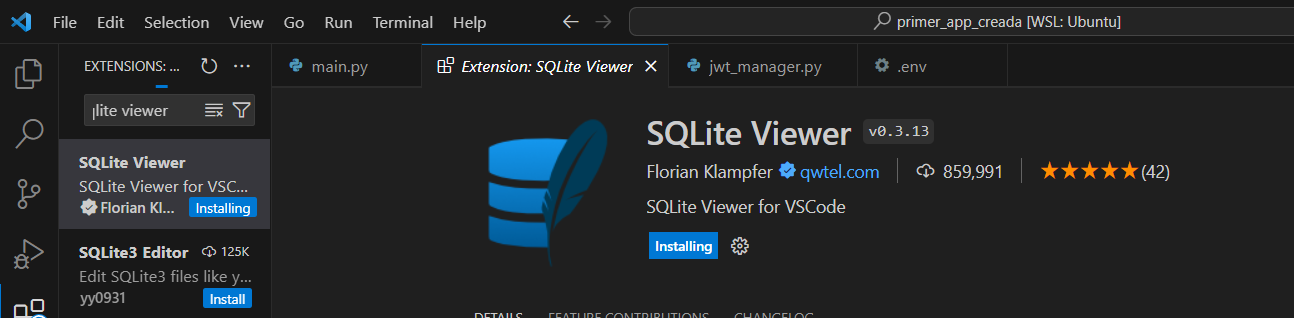 File Edit Selection View Go Run Terminal Help
primer_app_creada [WSL: Ubuntu]
EXTENSIONS: ...
main.py
Extension: SQLite Viewer
jwt_manager.py
.env
lite viewer
SQLite Viewer
SQLite Viewer for VSC...
Florian Kl...
Installing
SQLite3 Editor
125K
Edit SQLite3 files like y...
yy0931
Install
SQLite Viewer
v0.3.13
Florian Klampfer
qwtel.com
859,991
(42)
SQLite Viewer for VSCode
Installing
DETAILS FEATURE CONTRIBUTIONS CHANGELOG